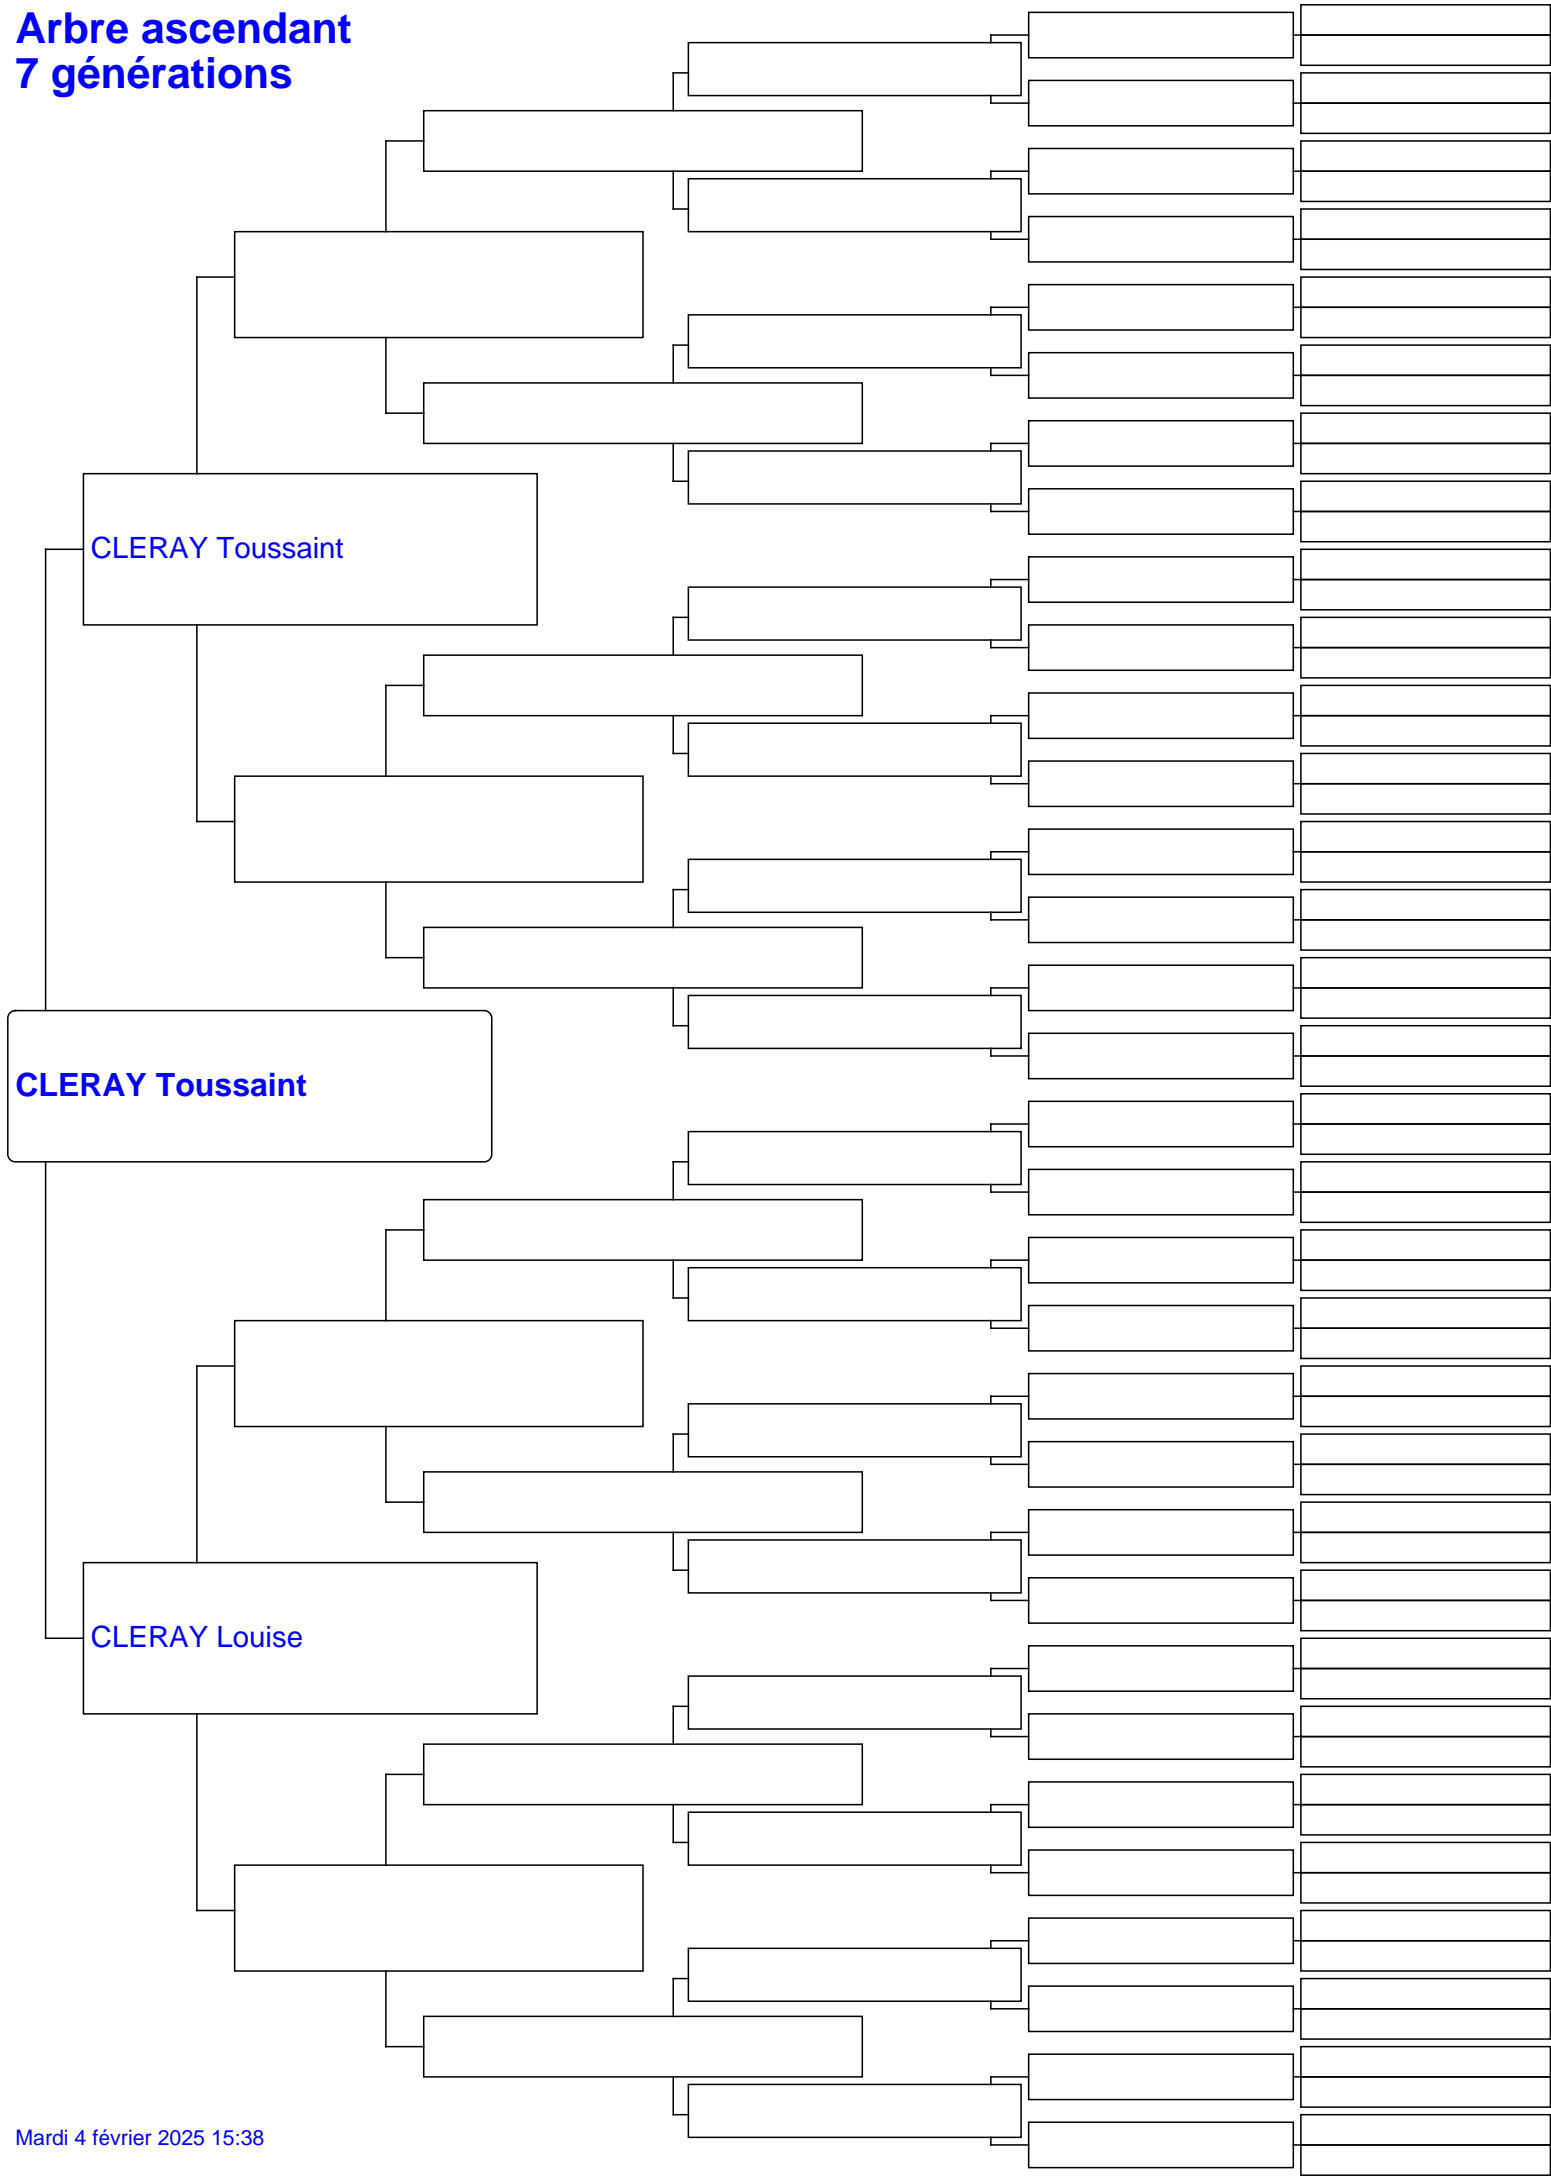 Arbre ascendant
7 générations
CLERAY Toussaint
CLERAY Toussaint
CLERAY Louise
Mardi 4 février 2025 15:38